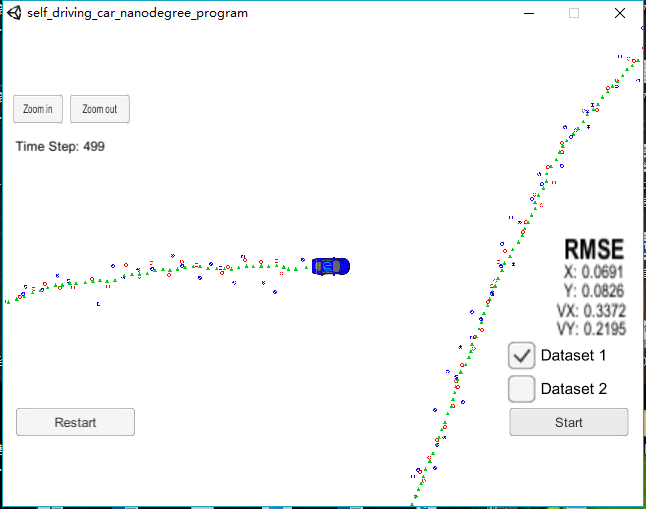 self_driving_car_nanodegree_program
Zoom in
Zoom out
Time Step: 499
RMSE
X: 0.0691
Y: 0.0826
VX: 0.3372
VY: 0.2195
Dataset 1
Dataset 2
Restart
Start